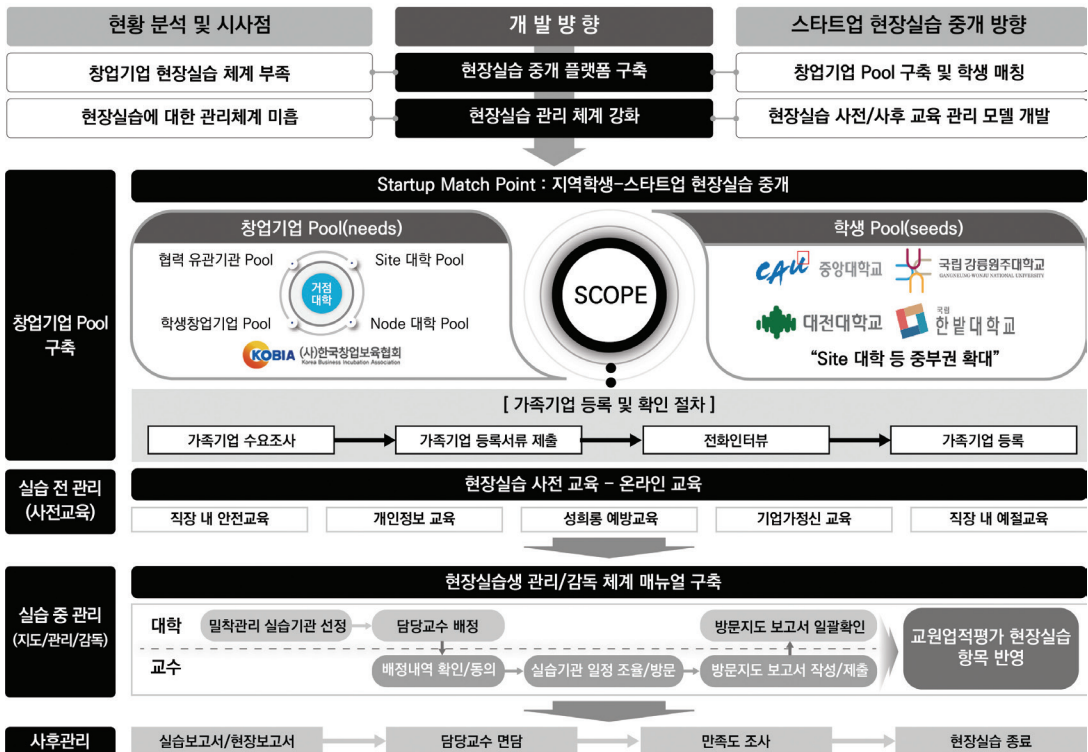 현황 분석 및 시사점
개 발 방 향
스타트업 현장실습 중개 방향
창업기업 현장실습 체계 부족
현장실습 중개 플랫폼 구축
창업기업 Pool 구축 및 학생 매칭
현장실습에 대한 관리체계 미흡
현장실습 관리 체계 강화
현장실습 사전/사후 교육 관리 모델 개발
창업기업 Pool
구축
Startup Match Point : 지역학생-스타트업 현장실습 중개
창업기업 Pool(needs)
협력 유관기관 Pool
Site 대학 Pool
거점
대학
학생창업기업 Pool
Node 대학 Pool
KOBIA (사)한국창업보육협회
Korea Business Incubation Association
SCOPE
학생 Pool(seeds)
CAU 중앙대학교
국립 강릉원주대학교
GANGNEUNG-WONJU NATIONAL UNIVERSITY
대전대학교
국립
한밭대학교
“Site 대학 등 중부권 확대”
[ 가족기업 등록 및 확인 절차 ]
가족기업 수요조사
가족기업 등록서류 제출
전화인터뷰
가족기업 등록
실습 전 관리
(사전교육)
현장실습 사전 교육 – 온라인 교육
직장 내 안전교육
개인정보 교육
성희롱 예방교육
기업가정신 교육
직장 내 예절교육
실습 중 관리
(지도/관리/감독)
현장실습생 관리/감독 체계 매뉴얼 구축
대학
밀착관리 실습기관 선정
담당교수 배정
방문지도 보고서 일괄확인
교수
배정내역 확인/동의
실습기관 일정 조율/방문
방문지도 보고서 작성/제출
교원업적평가 현장실습
항목 반영
사후관리
실습보고서/현장보고서
담당교수 면담
만족도 조사
현장실습 종료